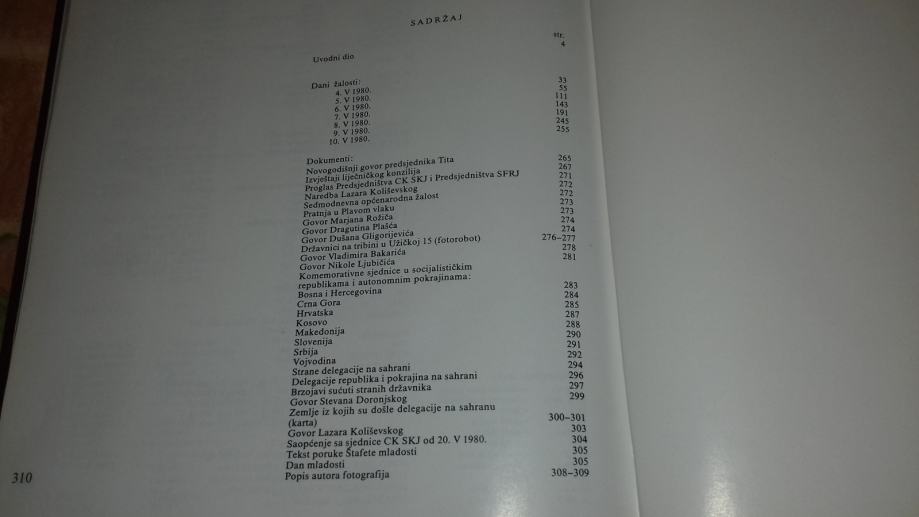 SADRŽAJ
str.
Uvodni dio 4
Dani žalosti:
4. V 1980. 33
5. V 1980. 55
6. V 1980. 111
7. V 1980. 143
8. V 1980. 191
9. V 1980. 245
10. V 1980. 255
Dokumenti:
Novogodišnji govor predsjednika Tita 265
Izvještaji liječničkog konzilija 267
Proglas Predsjedništva CK SKJ i Predsjedništva SFRJ 271
Naredba Lazara Koliševskog 272
Sedmodnevna općenarodna žalost 272
Pratnja u Plavom vlaku 273
Govor Marjana Rožiča 273
Govor Dragutina Plašća 274
Govor Dušana Gligorijevića 274
Državnici na tribini u Užičkoj 15 (fotorobot) 276–277
Govor Vladimira Bakarića 278
Govor Nikole Ljubičića 281
Komemorativne sjednice u socijalističkim
republikama i autonomnim pokrajinama:
Bosna i Hercegovina 283
Crna Gora 284
Hrvatska 285
Kosovo 287
Makedonija 288
Slovenija 290
Srbija 291
Vojvodina 292
Strane delegacije na sahrani 294
Delegacije republika i pokrajina na sahrani 296
Brzojavi sućuti stranih državnika 297
Govor Stevana Doronjskog 299
Zemlje iz kojih su došle delegacije na sahranu
(karta) 300–301
Govor Lazara Koliševskog 303
Saopćenje sa sjednice CK SKJ od 20. V 1980. 304
Tekst poruke Štafete mladosti 305
Dan mladosti 305
Popis autora fotografija 308–309
310